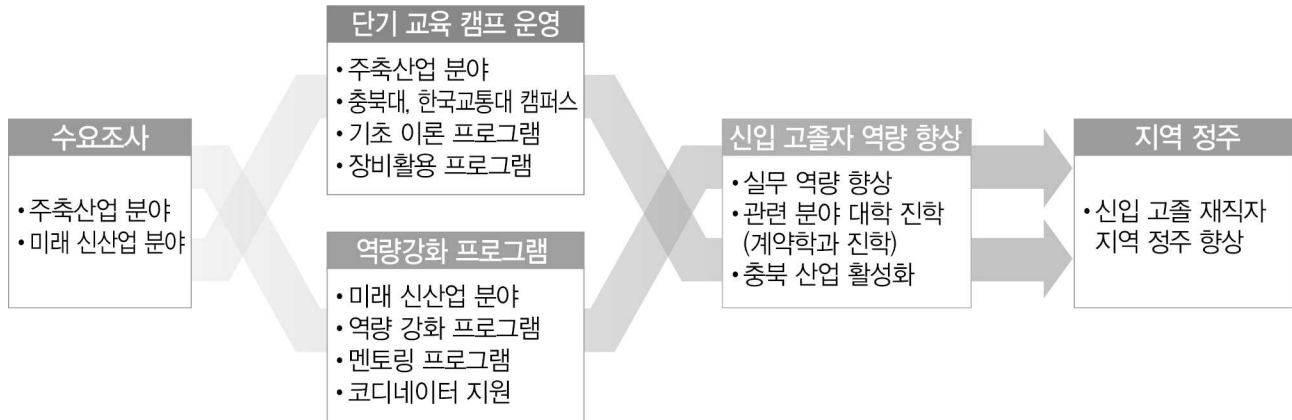 수요조사
• 주축산업 분야
• 미래 신산업 분야
단기 교육 캠프 운영
• 주축산업 분야
• 충북대, 한국교통대 캠퍼스
• 기초 이론 프로그램
• 장비활용 프로그램
역량강화 프로그램
• 미래 신산업 분야
• 역량 강화 프로그램
• 멘토링 프로그램
• 코디네이터 지원
신입 고졸자 역량 향상
• 실무 역량 향상
• 관련 분야 대학 진학
(계약학과 진학)
• 충북 산업 활성화
지역 정주
• 신입 고졸 재직자
지역 정주 향상